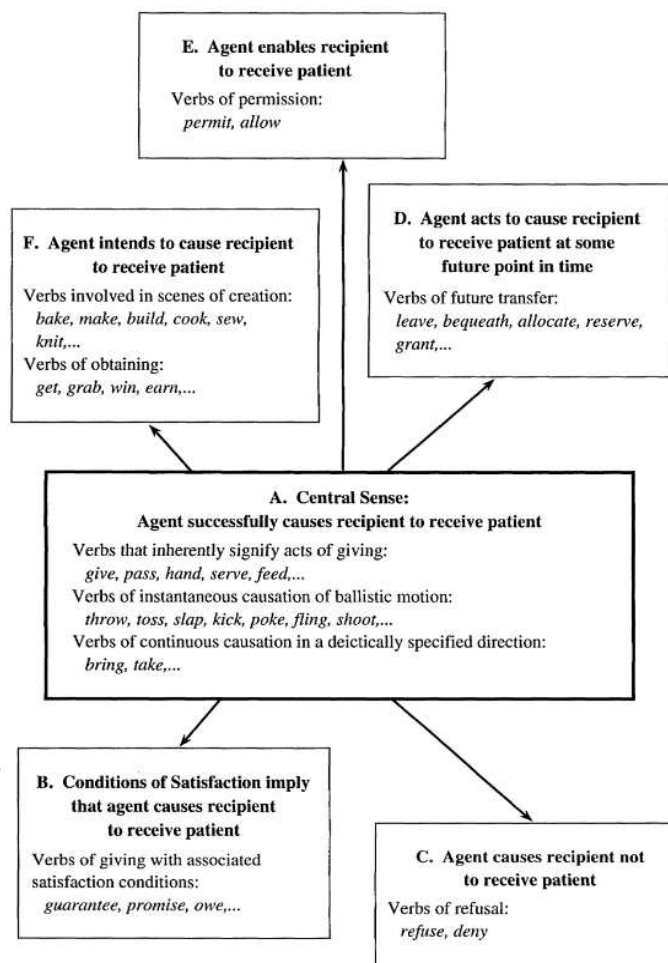 E. Agent enables recipient
to receive patient
Verbs of permission:
permit, allow
F. Agent intends to cause recipient
to receive patient
Verbs involved in scenes of creation:
bake, make, build, cook, sew,
knit,...
Verbs of obtaining:
get, grab, win, earn,...
D. Agent acts to cause recipient
to receive patient at some
future point in time
Verbs of future transfer:
leave, bequeath, allocate, reserve,
grant,...
A. Central Sense:
Agent successfully causes recipient to receive patient
Verbs that inherently signify acts of giving:
give, pass, hand, serve, feed,...
Verbs of instantaneous causation of ballistic motion:
throw, toss, slap, kick, poke, fling, shoot,...
Verbs of continuous causation in a deictically specified direction:
bring, take,...
B. Conditions of Satisfaction imply
that agent causes recipient
to receive patient
Verbs of giving with associated
satisfaction conditions:
guarantee, promise, owe,...
C. Agent causes recipient not
to receive patient
Verbs of refusal:
refuse, deny